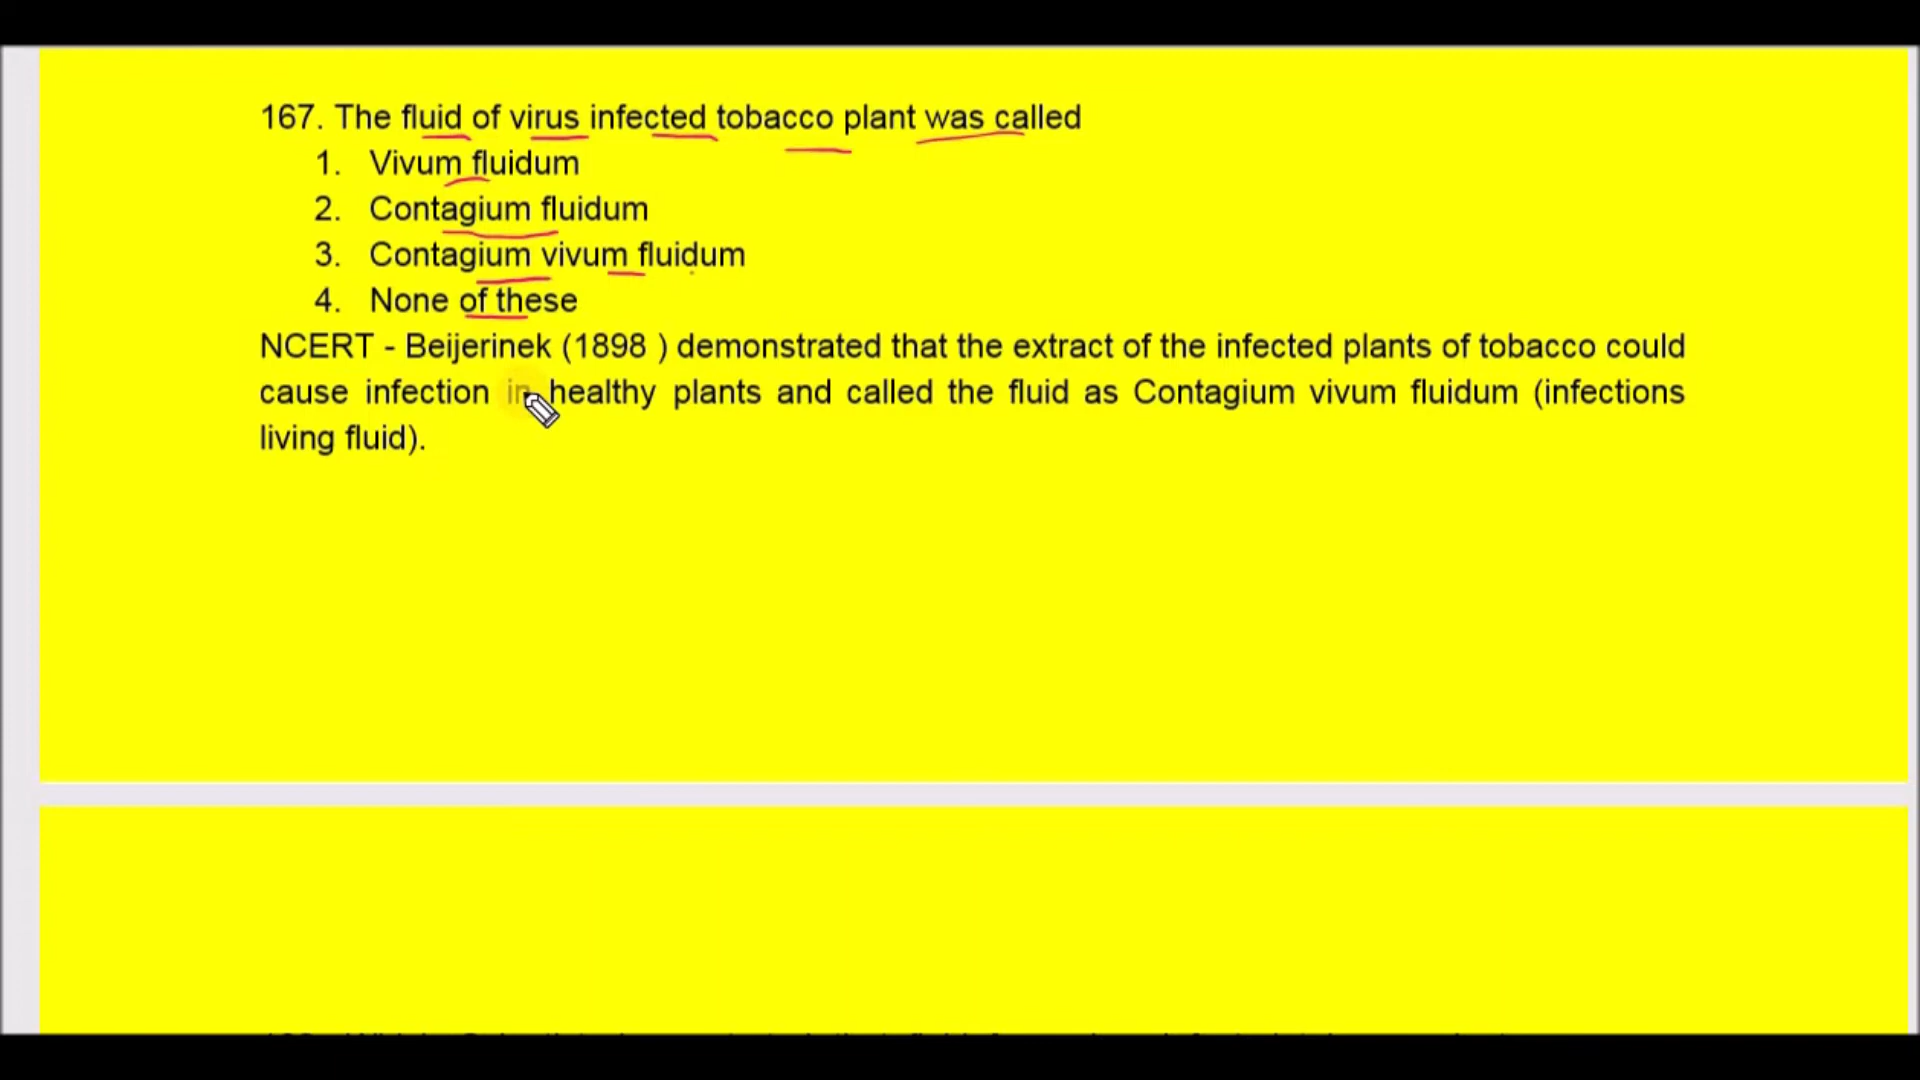 167. The fluid of virus infected tobacco plant was called
1. Vivum fluidum
2. Contagium fluidum
3. Contagium vivum fluidum
4. None of these
NCERT - Beijerinek (1898 ) demonstrated that the extract of the infected plants of tobacco could
cause infection in healthy plants and called the fluid as Contagium vivum fluidum (infections
living fluid).